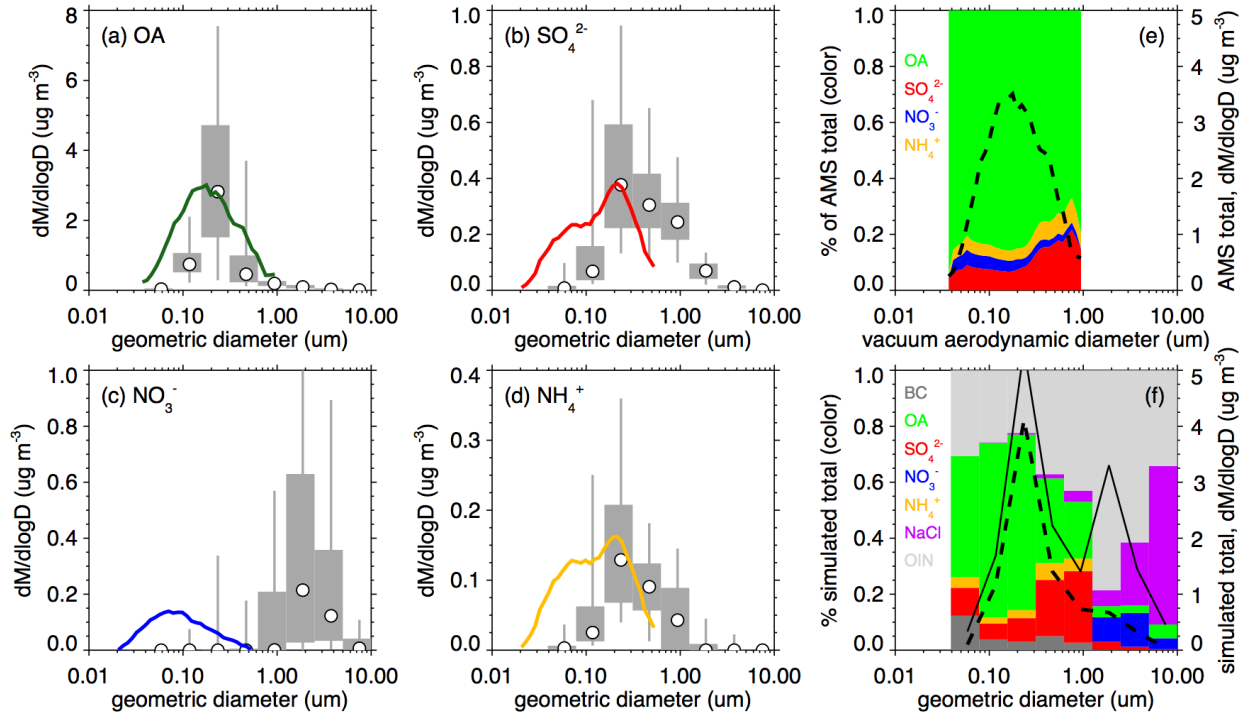 (a) OA
dM/dlogD (ug m⁻³)
8
6
4
2
0
0.01 0.10 1.00 10.00
geometric diameter (um)
(b) SO₄²⁻
dM/dlogD (ug m⁻³)
1.0
0.8
0.6
0.4
0.2
0.0
0.01 0.10 1.00 10.00
geometric diameter (um)
(e)
% of AMS total (color)
1.0
0.8
0.6
0.4
0.2
0.0
OA
SO₄²⁻
NO₃⁻
NH₄⁺
5
4
3
2
1
0
AMS total, dM/dlogD (ug m⁻³)
0.01 0.10 1.00 10.00
vacuum aerodynamic diameter (um)
(c) NO₃⁻
dM/dlogD (ug m⁻³)
1.0
0.8
0.6
0.4
0.2
0.0
0.01 0.10 1.00 10.00
geometric diameter (um)
(d) NH₄⁺
dM/dlogD (ug m⁻³)
0.4
0.3
0.2
0.1
0.0
0.01 0.10 1.00 10.00
geometric diameter (um)
(f)
% simulated total (color)
1.0
0.8
0.6
0.4
0.2
0.0
BC
OA
SO₄²⁻
NO₃⁻
NH₄⁺
NaCl
OIN
5
4
3
2
1
0
simulated total, dM/dlogD (ug m⁻³)
0.01 0.10 1.00 10.00
geometric diameter (um)